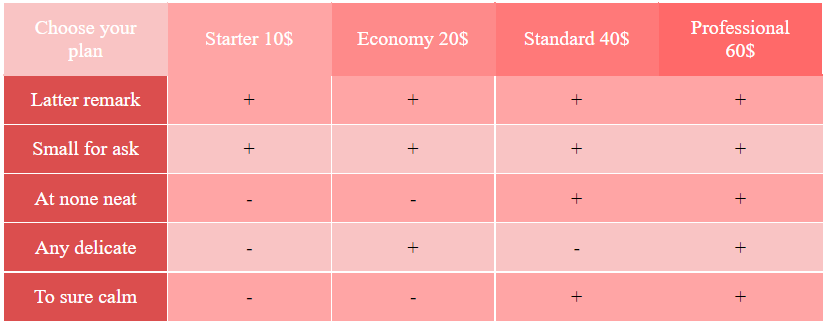 Choose your plan Starter 10$ Economy 20$ Standard 40$ Professional 60$
Latter remark + + + +
Small for ask + + + +
At none neat - - + +
Any delicate - + - +
To sure calm - - + +